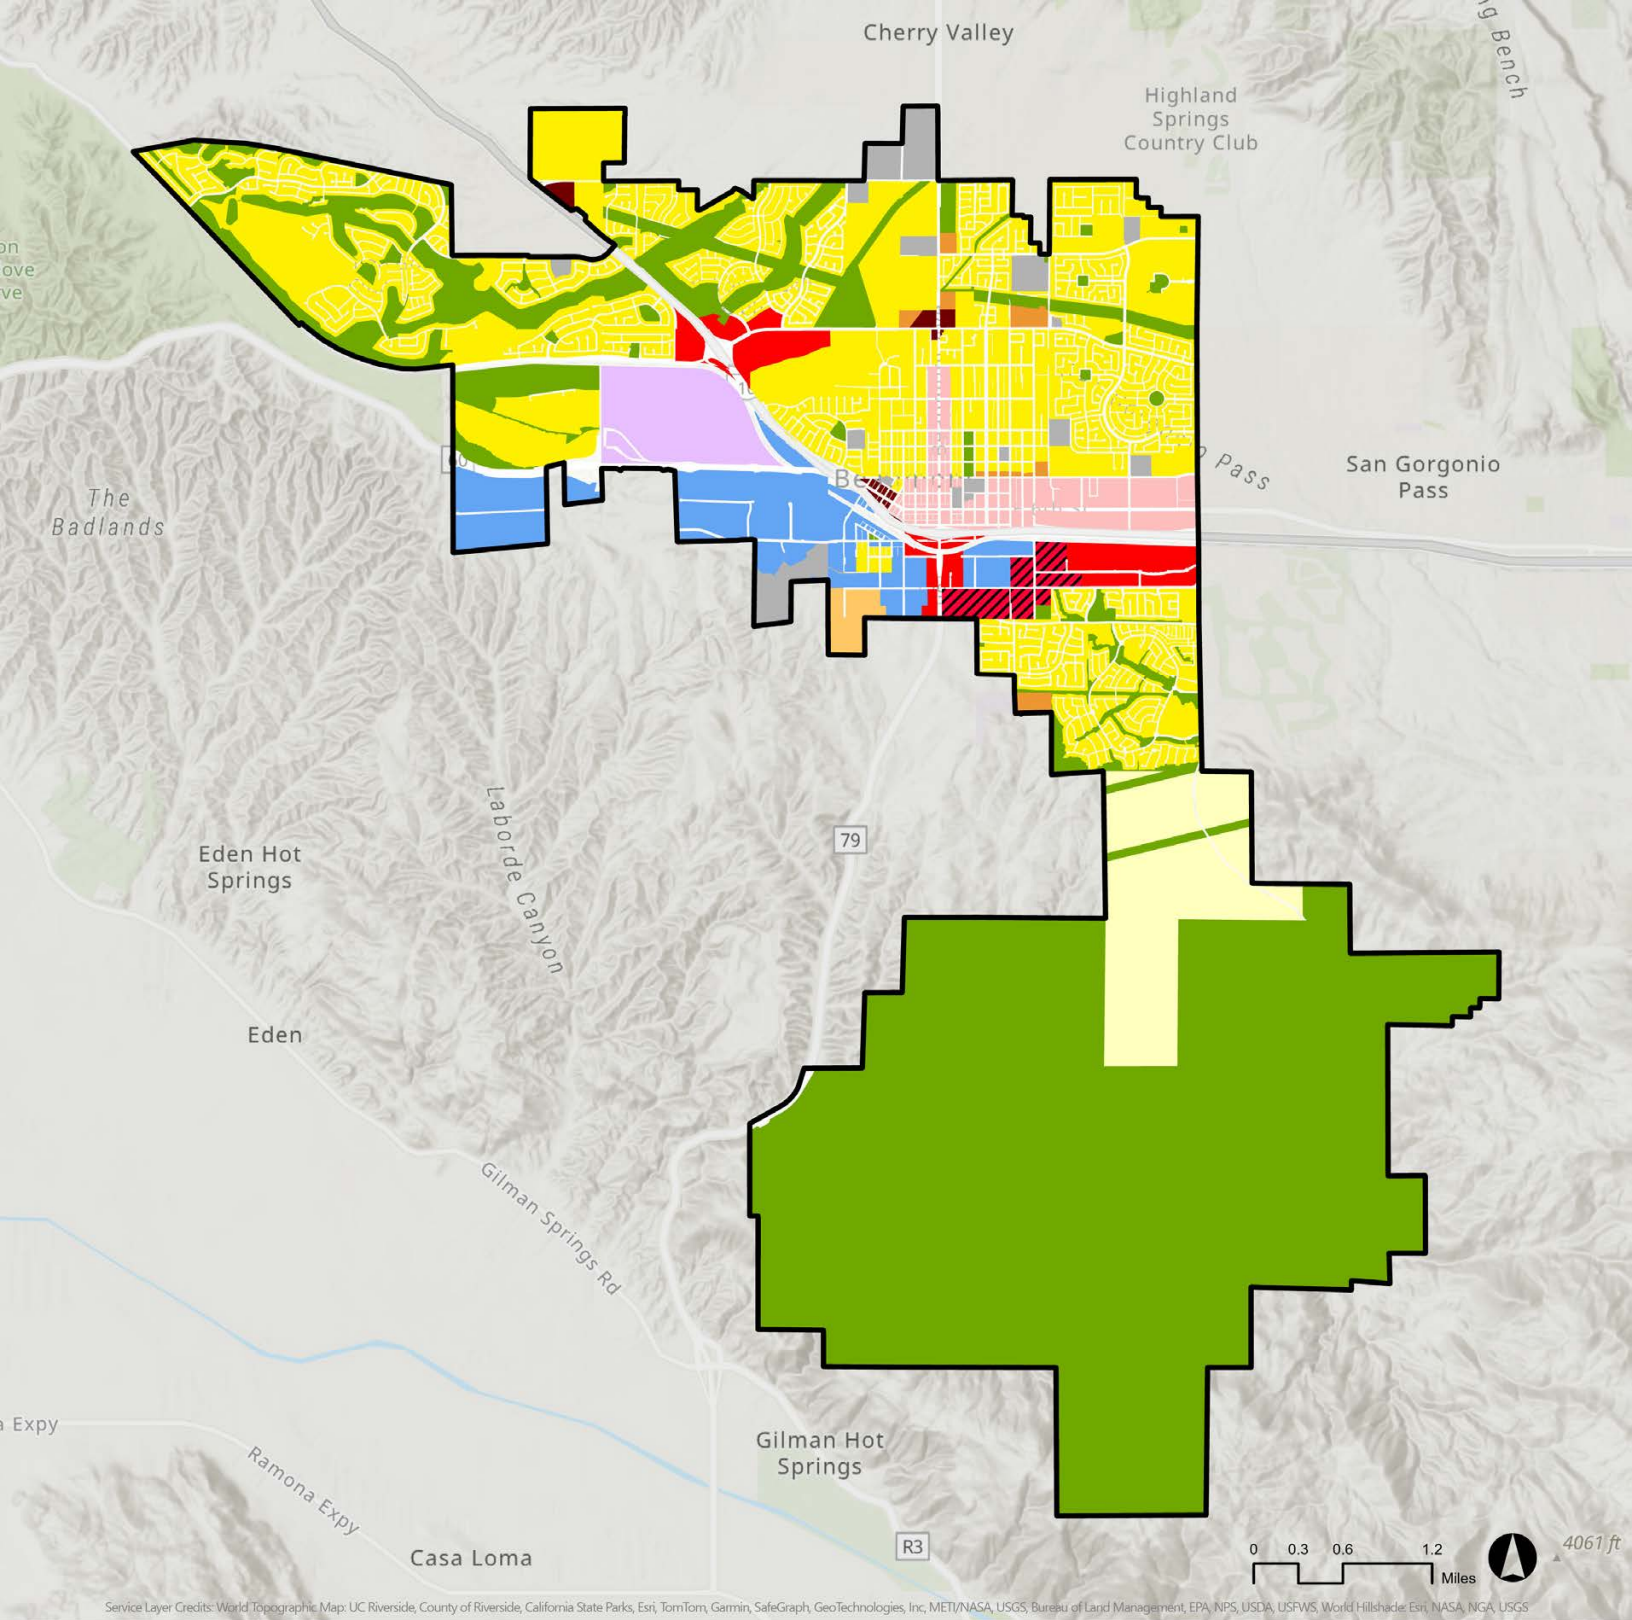 Cherry Valley
Highland
Springs
Country Club
San Gorgonio
Pass
The
Badlands
79
Laborde Canyon
Eden Hot
Springs
Eden
Gilman Springs Rd
Ramona Expy
Expy
Gilman Hot
Springs
Casa Loma
R3
0 0.3 0.6 1.2
Miles
4061 ft
Service Layer Credits: World Topographic Map: UC Riverside, County of Riverside, California State Parks, Esri, TomTom, Garmin, SafeGraph, GeoTechnologies, Inc, METI/NASA, USGS, Bureau of Land Management, EPA, NPS, USDA, USFWS, World Hillshade: Esri, NASA, NGA, USGS